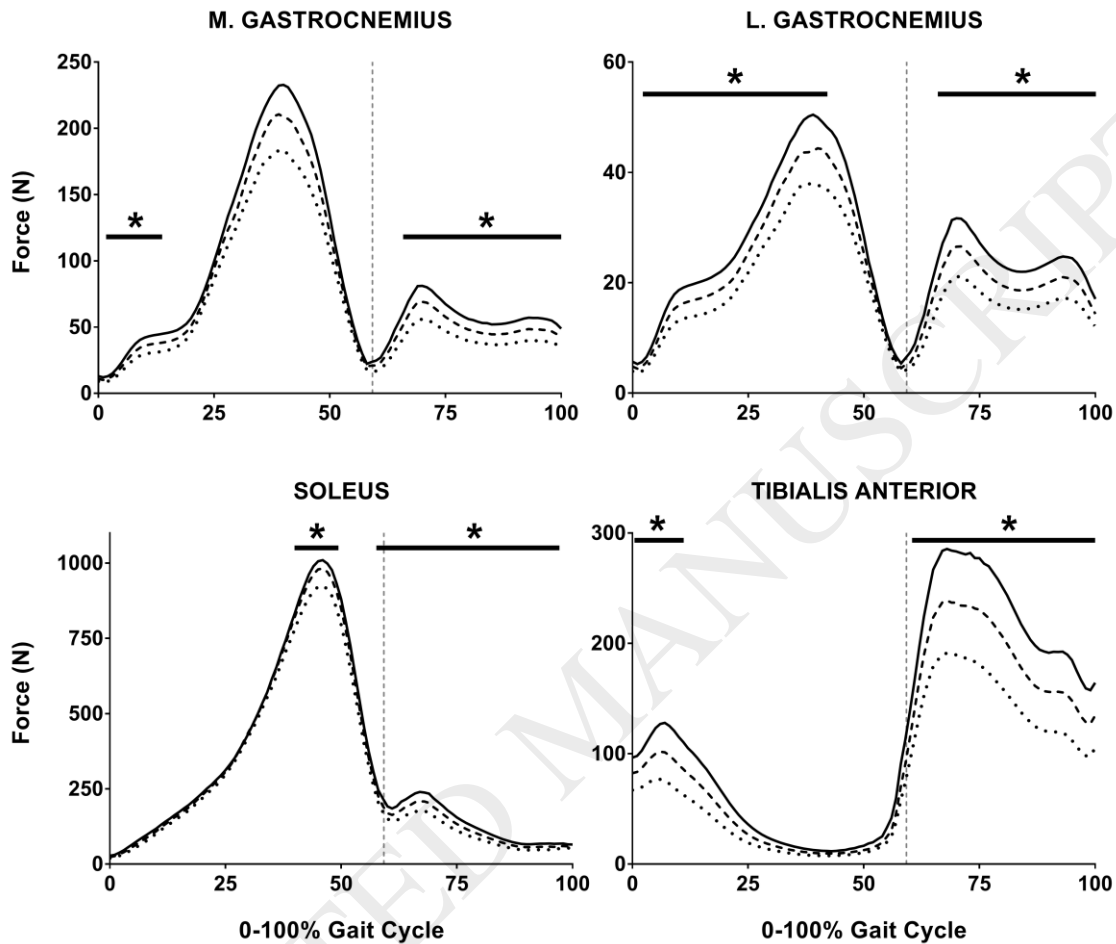 M. GASTROCNEMIUS
L. GASTROCNEMIUS
Force (N)
250
200
150
100
50
0
0 25 50 75 100
*
*
60
40
20
0
0 25 50 75 100
*
*
SOLEUS
TIBIALIS ANTERIOR
Force (N)
1000
750
500
250
0
0 25 50 75 100
*
*
0-100% Gait Cycle
300
200
100
0
0 25 50 75 100
*
*
0-100% Gait Cycle
TED MANUSCRIPT